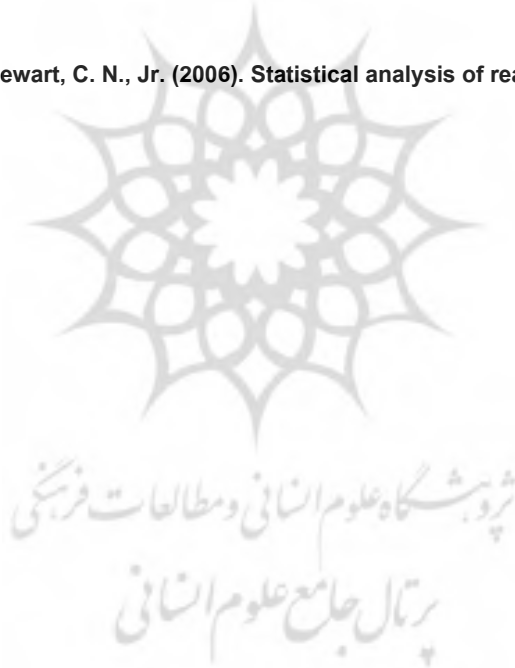 ewart, C. N., Jr. (2006). Statistical analysis of rea
پژوهشگاه علوم انسانی و مطالعات فرهنگی
پرتال جامع علوم انسانی